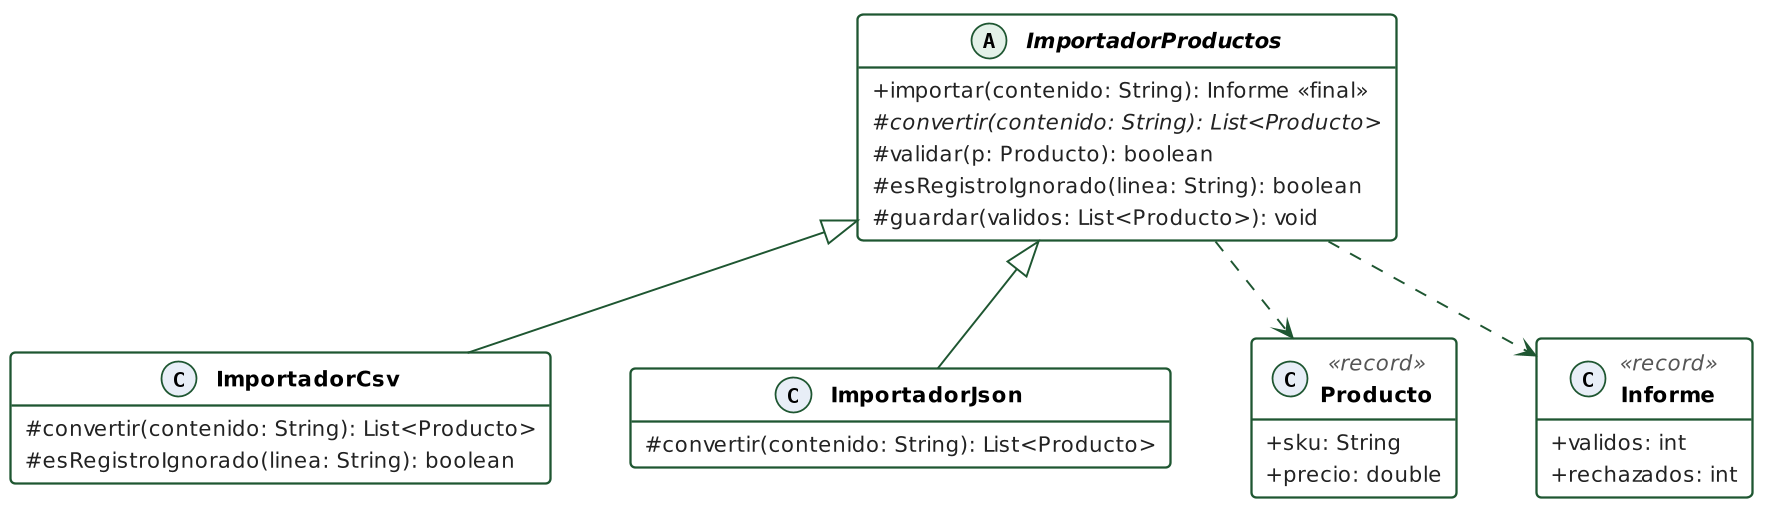 A ImportadorProductos
+importar(contenido: String): Informe «final»
#convertir(contenido: String): List<Producto>
#validar(p: Producto): boolean
#esRegistroIgnorado(linea: String): boolean
#guardar(validos: List<Producto>): void
C ImportadorCsv
#convertir(contenido: String): List<Producto>
#esRegistroIgnorado(linea: String): boolean
C ImportadorJson
#convertir(contenido: String): List<Producto>
«record»
C Producto
+sku: String
+precio: double
«record»
C Informe
+validos: int
+rechazados: int